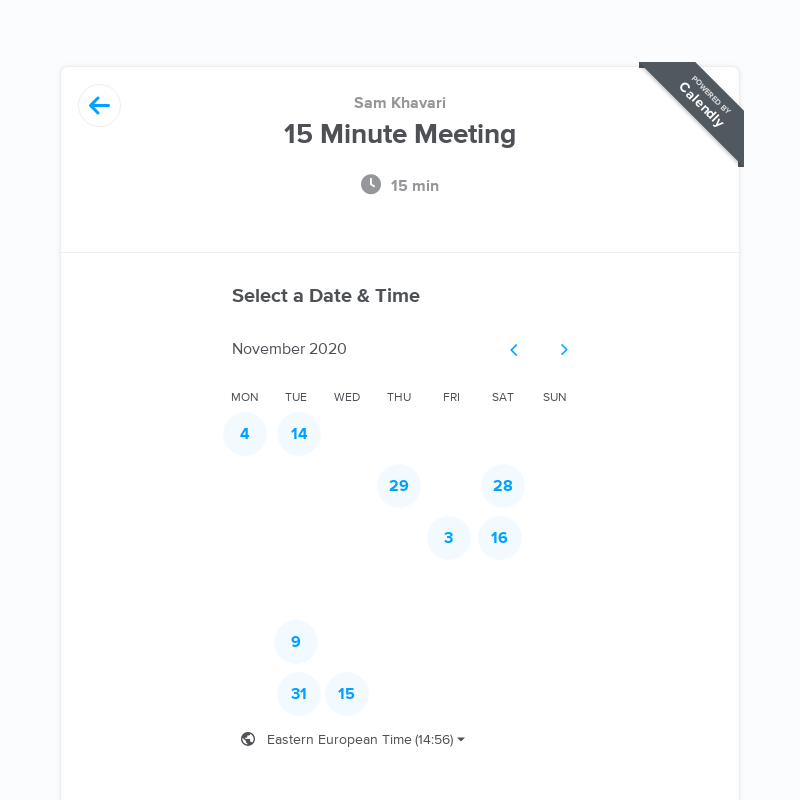 Sam Khavari
POWERED BY
Calendly
15 Minute Meeting
15 min
Select a Date & Time
November 2020
MON TUE WED THU FRI SAT SUN
4 14
29 28
3 16
9
31 15
Eastern European Time (14:56)